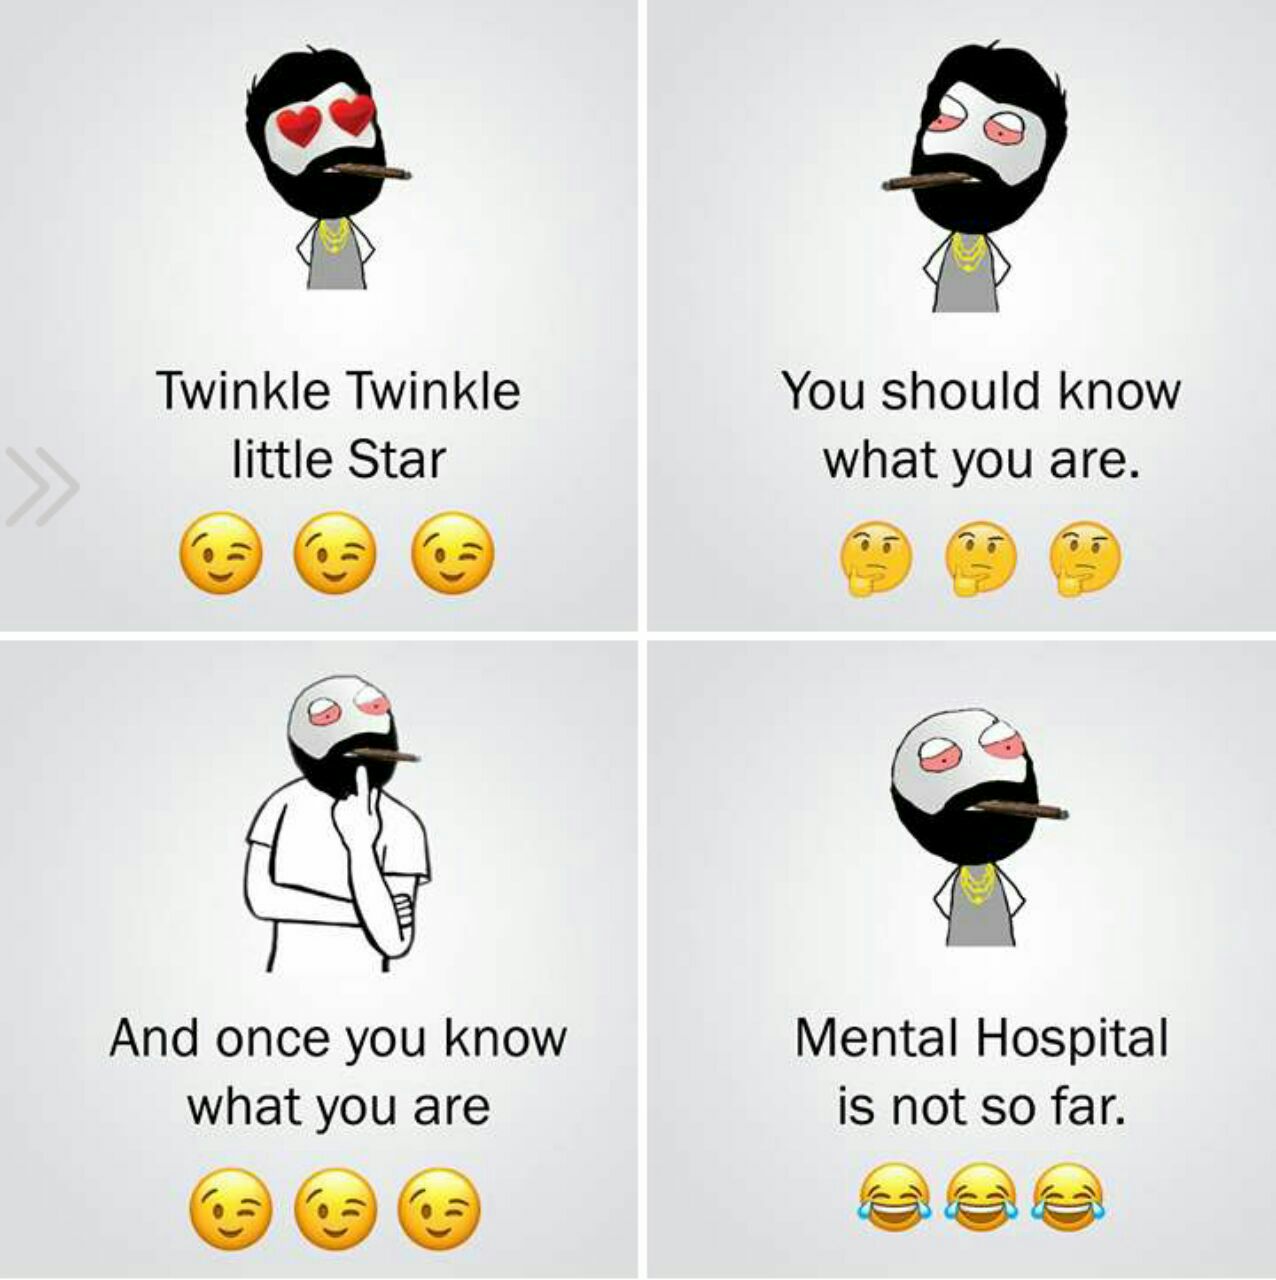 Twinkle Twinkle
little Star
You should know
what you are.
And once you know
what you are
Mental Hospital
is not so far.